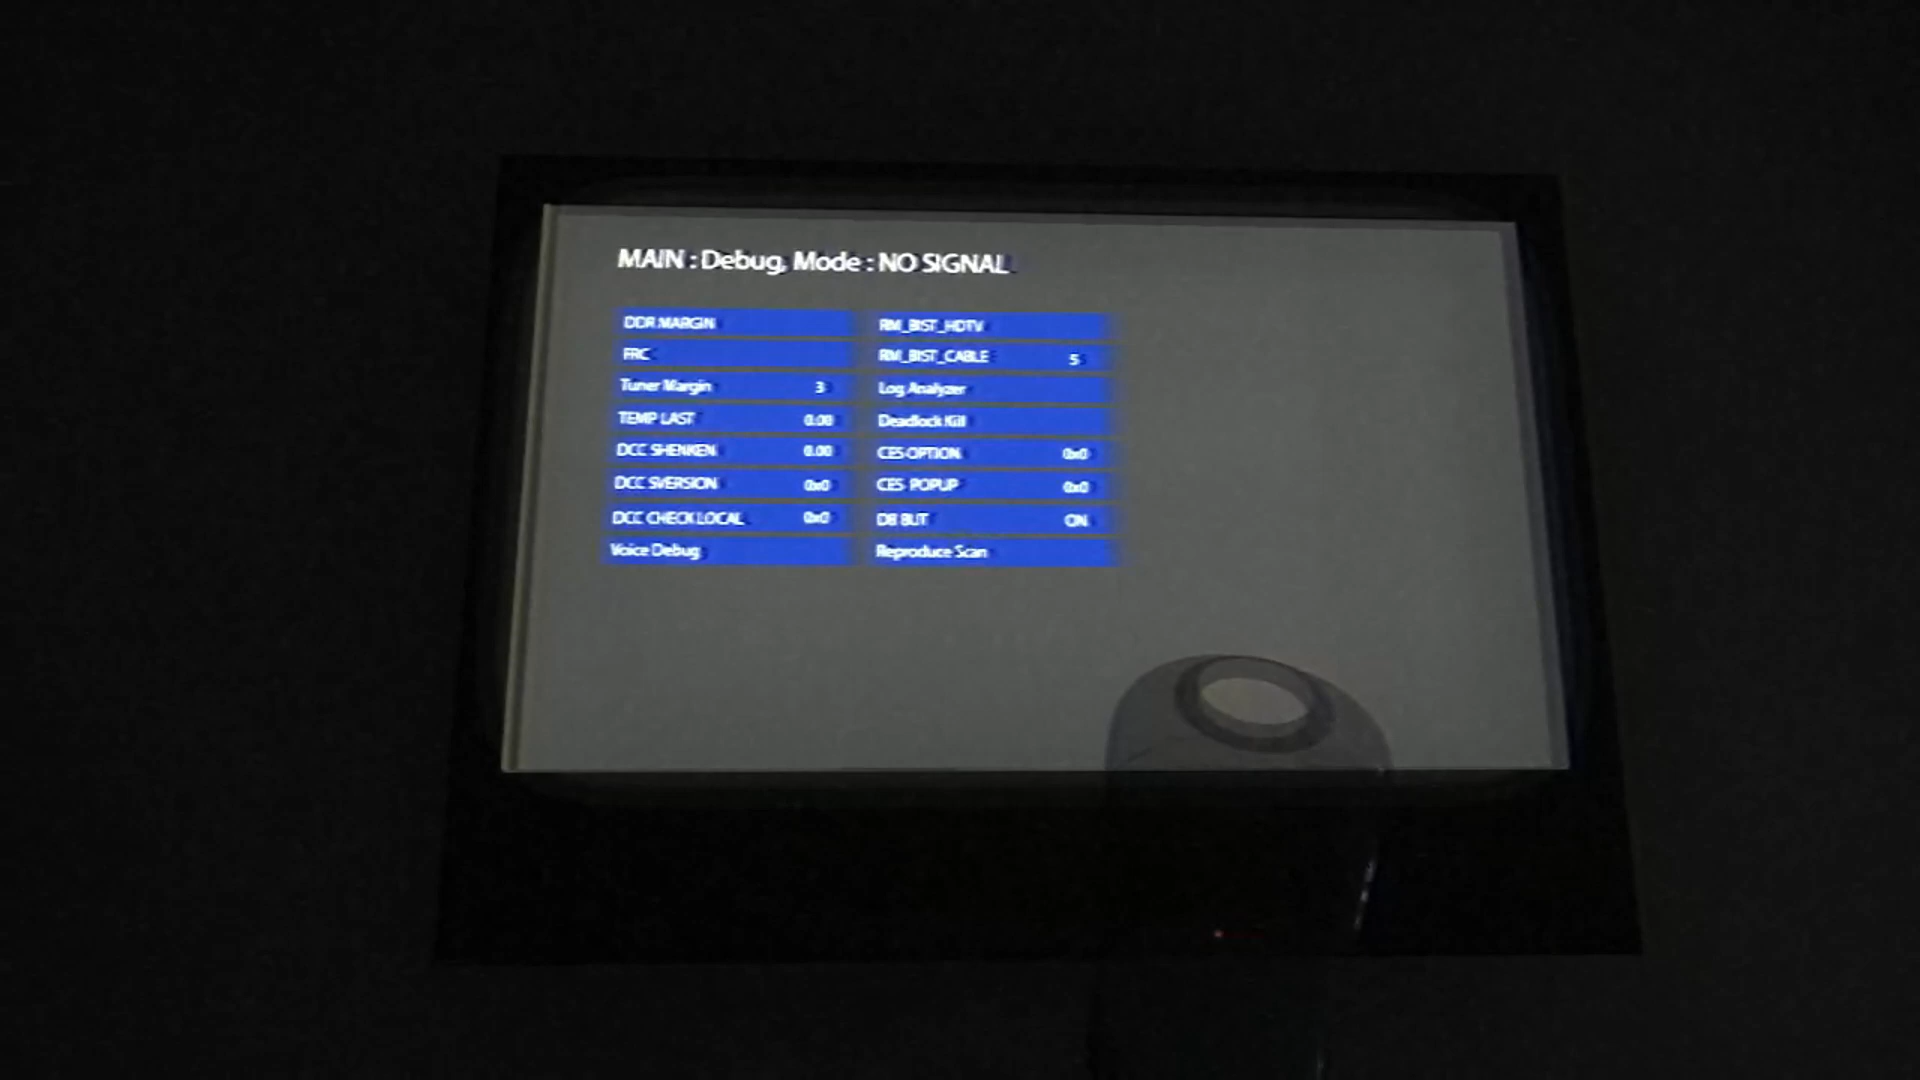 MAIN : Debug, Mode : NO SIGNAL
DDR MARGIN
FRC
Tuner Margin 3
TEMP LAST 0.00
DCC SHENKEN 0.00
DCC SVERSION 0x0
DCC CHECK LOCAL 0x0
Voice Debug
RM_BIST_HDTV
RM_BIST_CABLE 5
Log Analyzer
Deadlock Kill
CES OPTION 0x0
CES POPUP 0x0
DB BUT ON
Reproduce Scan